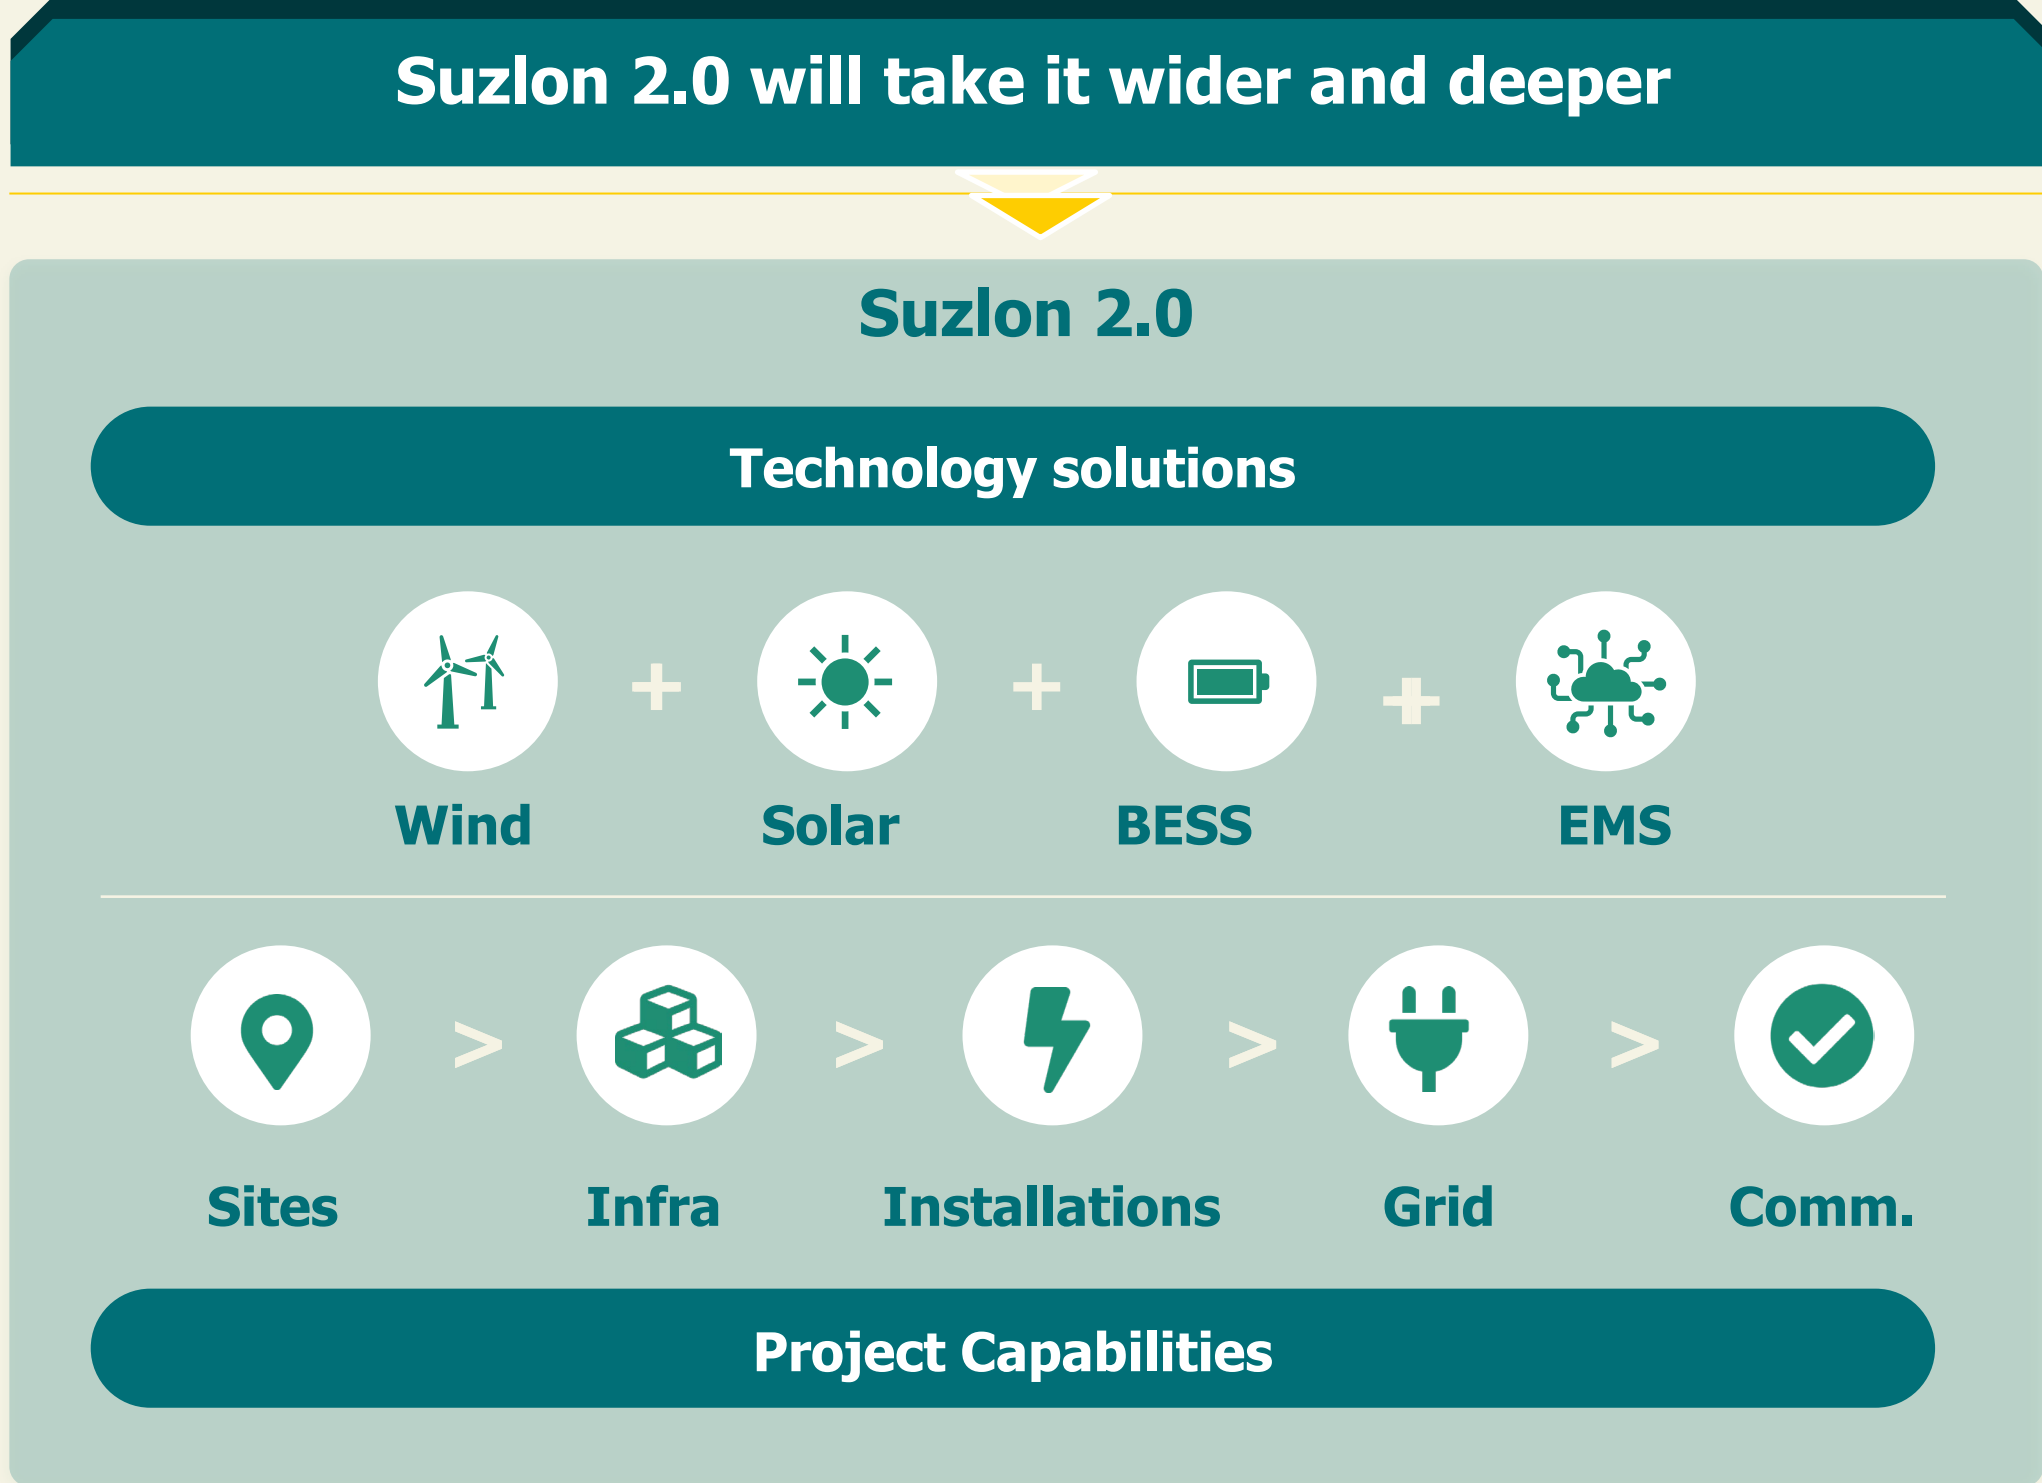 Suzlon 2.0 will take it wider and deeper
Suzlon 2.0
Technology solutions
+ + +
Wind Solar BESS EMS
> > > >
Sites Infra Installations Grid Comm.
Project Capabilities